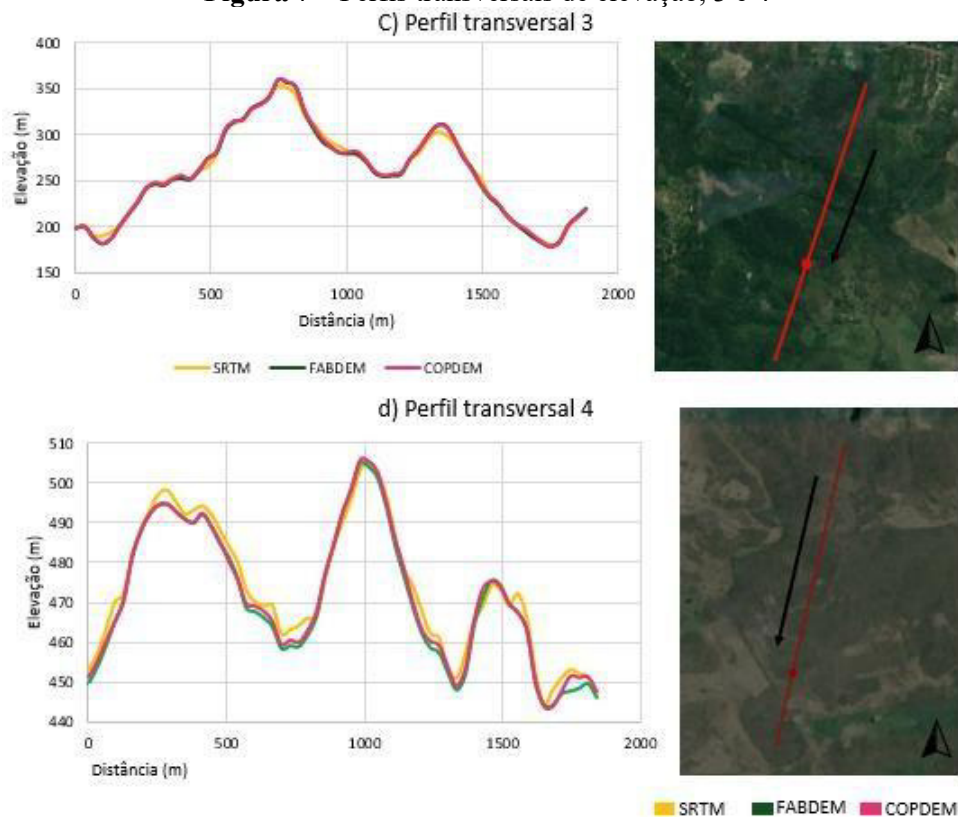 C) Perfil transversal 3
400
350
300
250
200
150
Elevação (m)
0 500 1000 1500 2000
Distância (m)
SRTM FABDEM COPDEM
d) Perfil transversal 4
510
500
490
480
470
460
450
440
Elevação (m)
0 500 1000 1500 2000
Distância (m)
SRTM FABDEM COPDEM